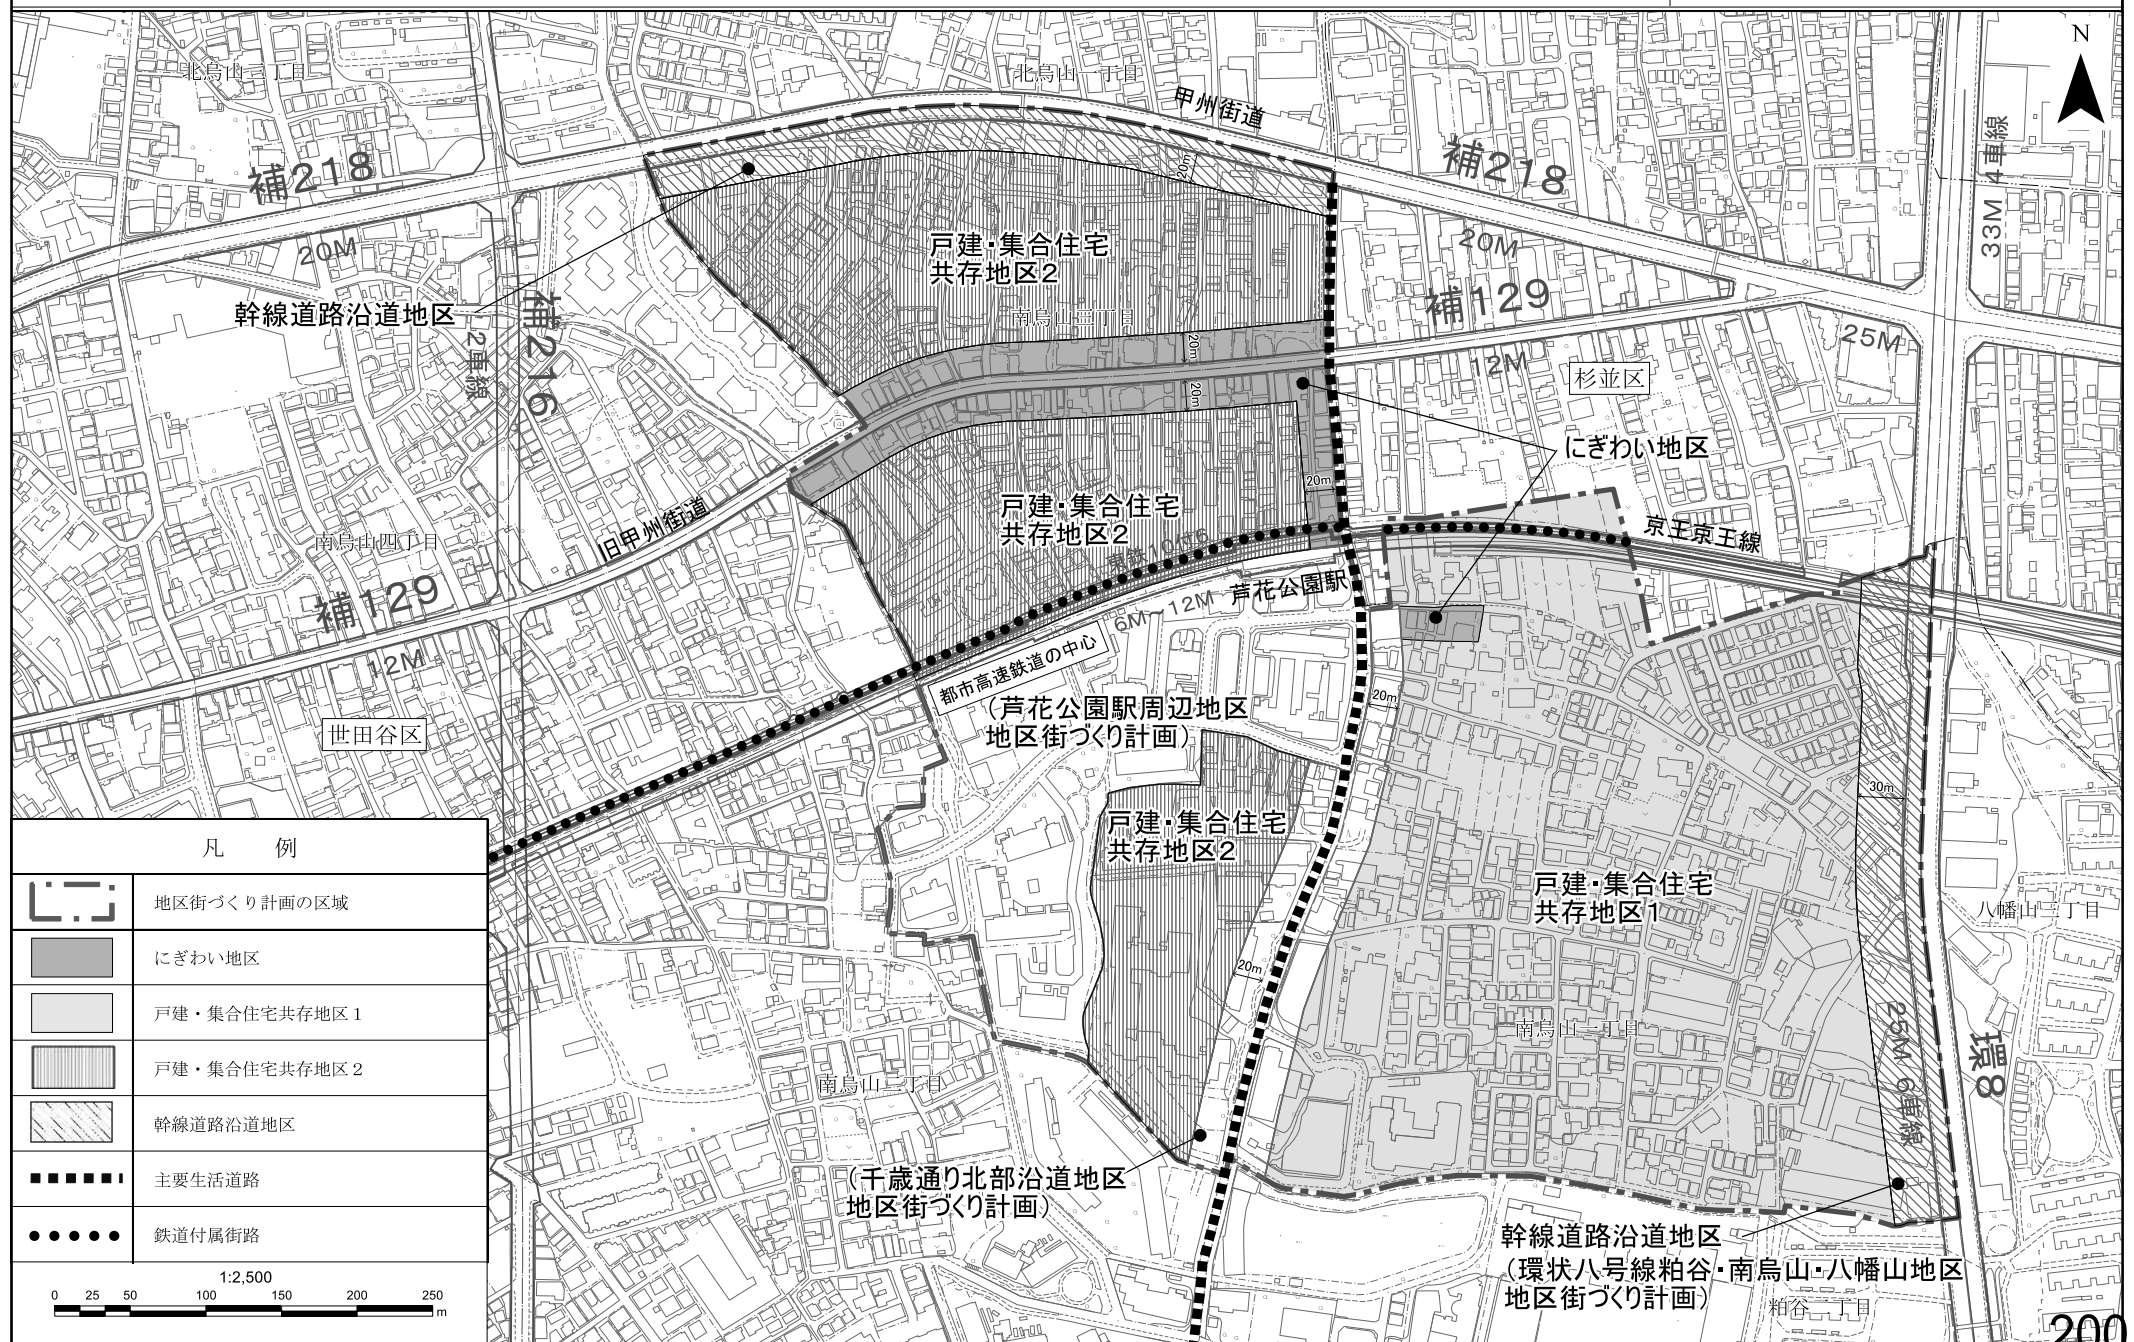 N
北烏山二丁目
北烏山一丁目
甲州街道
補218
補218
33M 4車線
20M
20m
戸建・集合住宅
共存地区2
20M
幹線道路沿道地区
補216
2車線
南烏山三丁目
補129
25M
20m
12M
杉並区
20m
にぎわい地区
20m
戸建・集合住宅
共存地区2
旧甲州街道
南烏山四丁目
東鉄10付6
京王京王線
補129
12M
6M~12M
芦花公園駅
都市高速鉄道の中心
世田谷区
(芦花公園駅周辺地区
地区街づくり計画)
20m
30m
戸建・集合住宅
共存地区2
戸建・集合住宅
共存地区1
八幡山三丁目
20m
南烏山一丁目
25M 6車線
環8
南烏山二丁目
(千歳通り北部沿道地区
地区街づくり計画)
幹線道路沿道地区
(環状八号線粕谷・南烏山・八幡山地区
地区街づくり計画)
粕谷二丁目
凡 例
地区街づくり計画の区域
にぎわい地区
戸建・集合住宅共存地区1
戸建・集合住宅共存地区2
幹線道路沿道地区
主要生活道路
鉄道付属街路
1:2,500
0 25 50 100 150 200 250
m
200